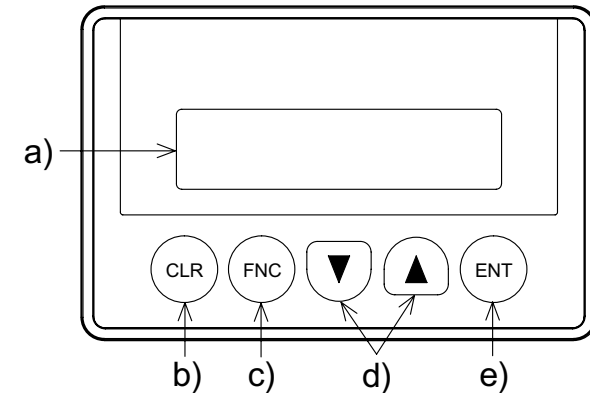 a)
CLR FNC ▼ ▲ ENT
b) c) d) e)